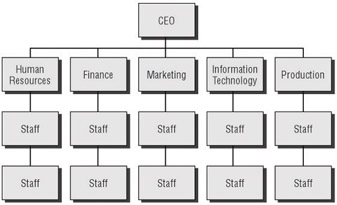 CEO
Human
Resources
Finance
Marketing
Information
Technology
Production
Staff
Staff
Staff
Staff
Staff
Staff
Staff
Staff
Staff
Staff